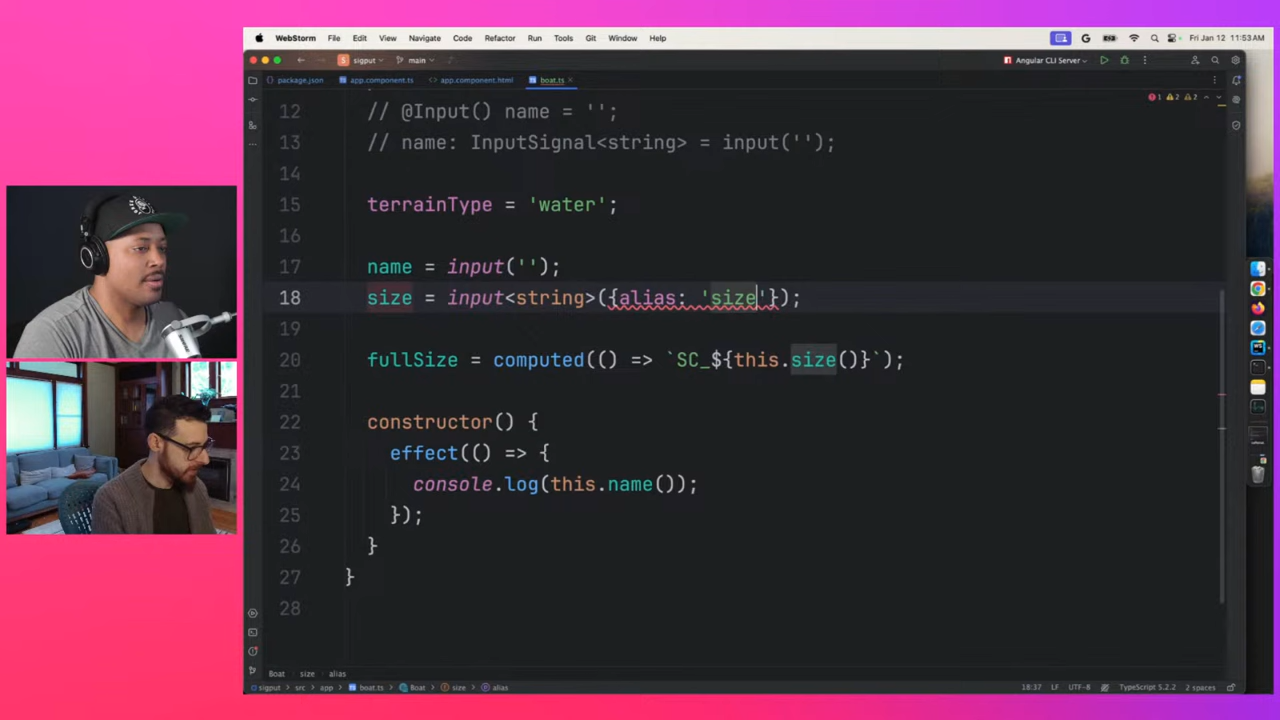 WebStorm File Edit View Navigate Code Refactor Run Tools Git Window Help Fri Jan 12 11:53 AM
sigput main Angular CLI Server
package.json app.component.ts app.component.html boat.ts
1 2 2
12 // @Input() name = '';
13 // name: InputSignal<string> = input('');
14
15 terrainType = 'water';
16
17 name = input('');
18 size = input<string>({alias: 'size'});
19
20 fullSize = computed(() => `SC_${this.size()}`);
21
22 constructor() {
23 effect(() => {
24 console.log(this.name());
25 });
26 }
27 }
28
Boat size alias
sigput > src > app > boat.ts > Boat > size > alias 18:37 LF UTF-8 TypeScript 5.2.2 2 spaces